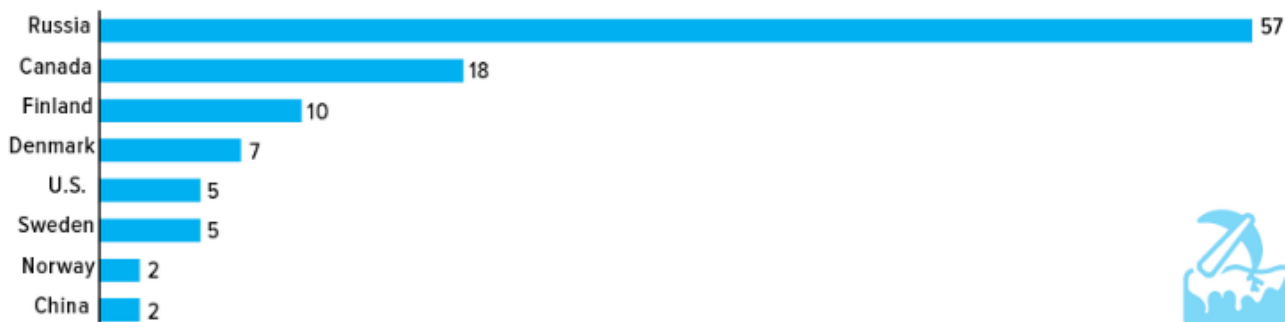 Russia 57
Canada 18
Finland 10
Denmark 7
U.S. 5
Sweden 5
Norway 2
China 2